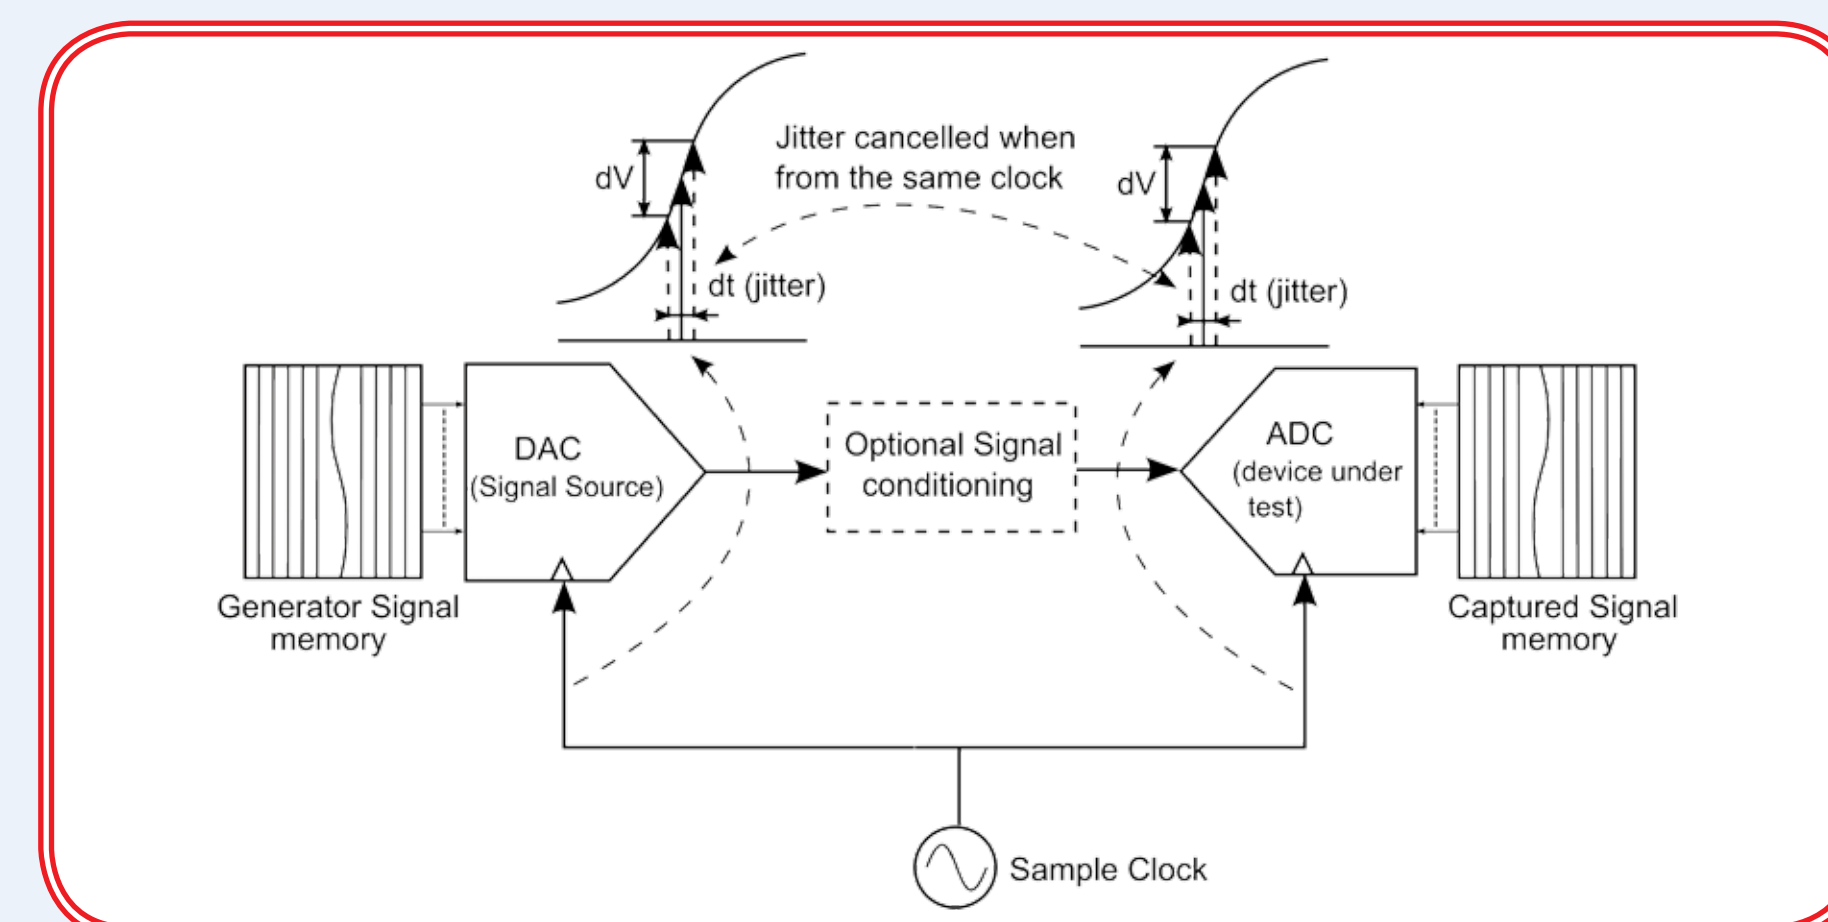 Jitter cancelled when
from the same clock
dV
dt (jitter)
dV
dt (jitter)
DAC
(Signal Source)
Optional Signal
conditioning
ADC
(device under
test)
Generator Signal
memory
Captured Signal
memory
Sample Clock